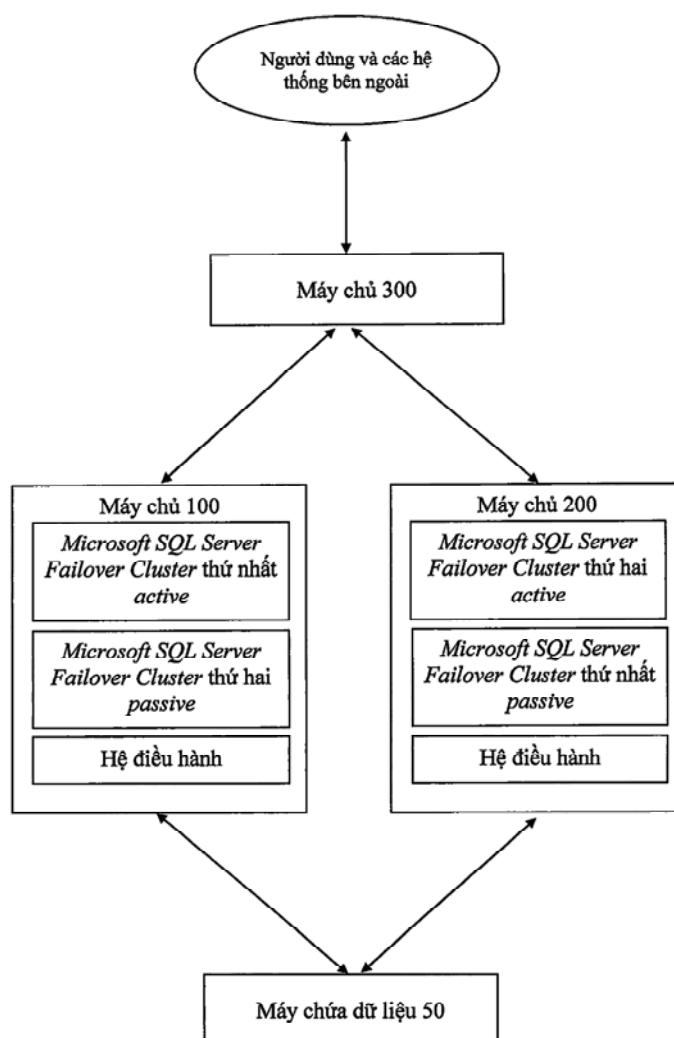 Người dùng và các hệ
thống bên ngoài
Máy chủ 300
Máy chủ 100
Microsoft SQL Server
Failover Cluster thứ nhất
active
Microsoft SQL Server
Failover Cluster thứ hai
passive
Hệ điều hành
Máy chủ 200
Microsoft SQL Server
Failover Cluster thứ hai
active
Microsoft SQL Server
Failover Cluster thứ nhất
passive
Hệ điều hành
Máy chứa dữ liệu 50